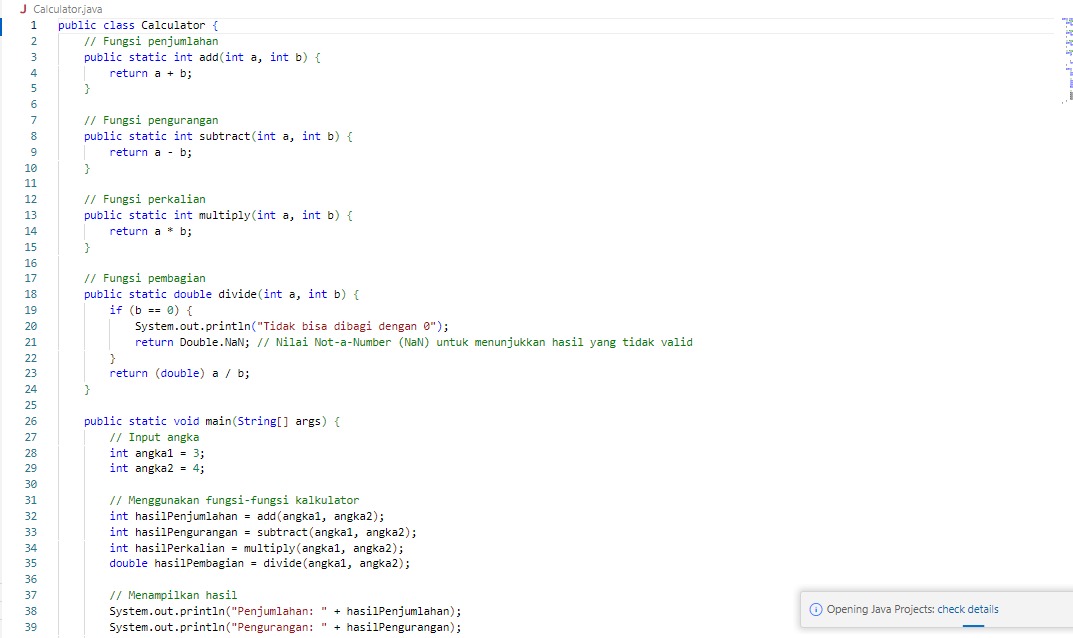 J Calculator.java
1 public class Calculator {
2 // Fungsi penjumlahan
3 public static int add(int a, int b) {
4 return a + b;
5 }
6
7 // Fungsi pengurangan
8 public static int subtract(int a, int b) {
9 return a - b;
10 }
11
12 // Fungsi perkalian
13 public static int multiply(int a, int b) {
14 return a * b;
15 }
16
17 // Fungsi pembagian
18 public static double divide(int a, int b) {
19 if (b == 0) {
20 System.out.println("Tidak bisa dibagi dengan 0");
21 return Double.NaN; // Nilai Not-a-Number (NaN) untuk menunjukkan hasil yang tidak valid
22 }
23 return (double) a / b;
24 }
25
26 public static void main(String[] args) {
27 // Input angka
28 int angka1 = 3;
29 int angka2 = 4;
30
31 // Menggunakan fungsi-fungsi kalkulator
32 int hasilPenjumlahan = add(angka1, angka2);
33 int hasilPengurangan = subtract(angka1, angka2);
34 int hasilPerkalian = multiply(angka1, angka2);
35 double hasilPembagian = divide(angka1, angka2);
36
37 // Menampilkan hasil
38 System.out.println("Penjumlahan: " + hasilPenjumlahan);
39 System.out.println("Pengurangan: " + hasilPengurangan);
Opening Java Projects: check details